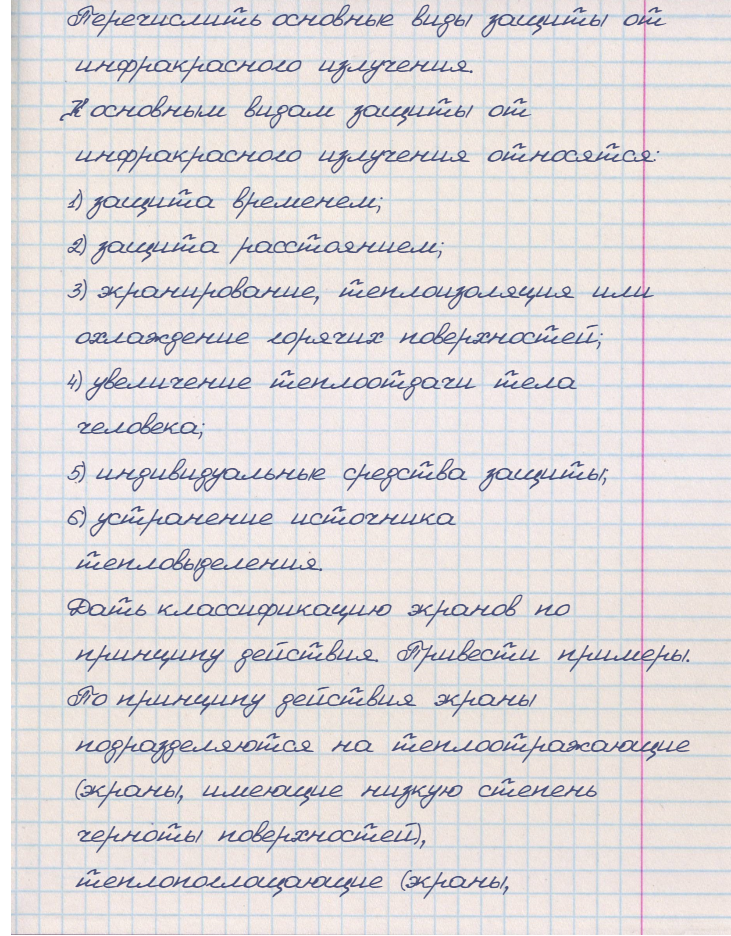 Перечислить основные виды защиты от
инфракрасного излучения.
К основным видам защиты от
инфракрасного излучения относятся:
1) защита временем;
2) защита расстоянием;
3) экранирование, теплоизоляция или
охлаждение горячих поверхностей;
4) увеличение теплоотдачи тела
человека;
5) индивидуальные средства защиты;
6) устранение источника
тепловыделения.
Дать классификацию экранов по
принципу действия. Привести примеры.
По принципу действия экраны
подразделяются на теплоотражающие
(экраны, имеющие низкую степень
черноты поверхностей),
теплопоглощающие (экраны,